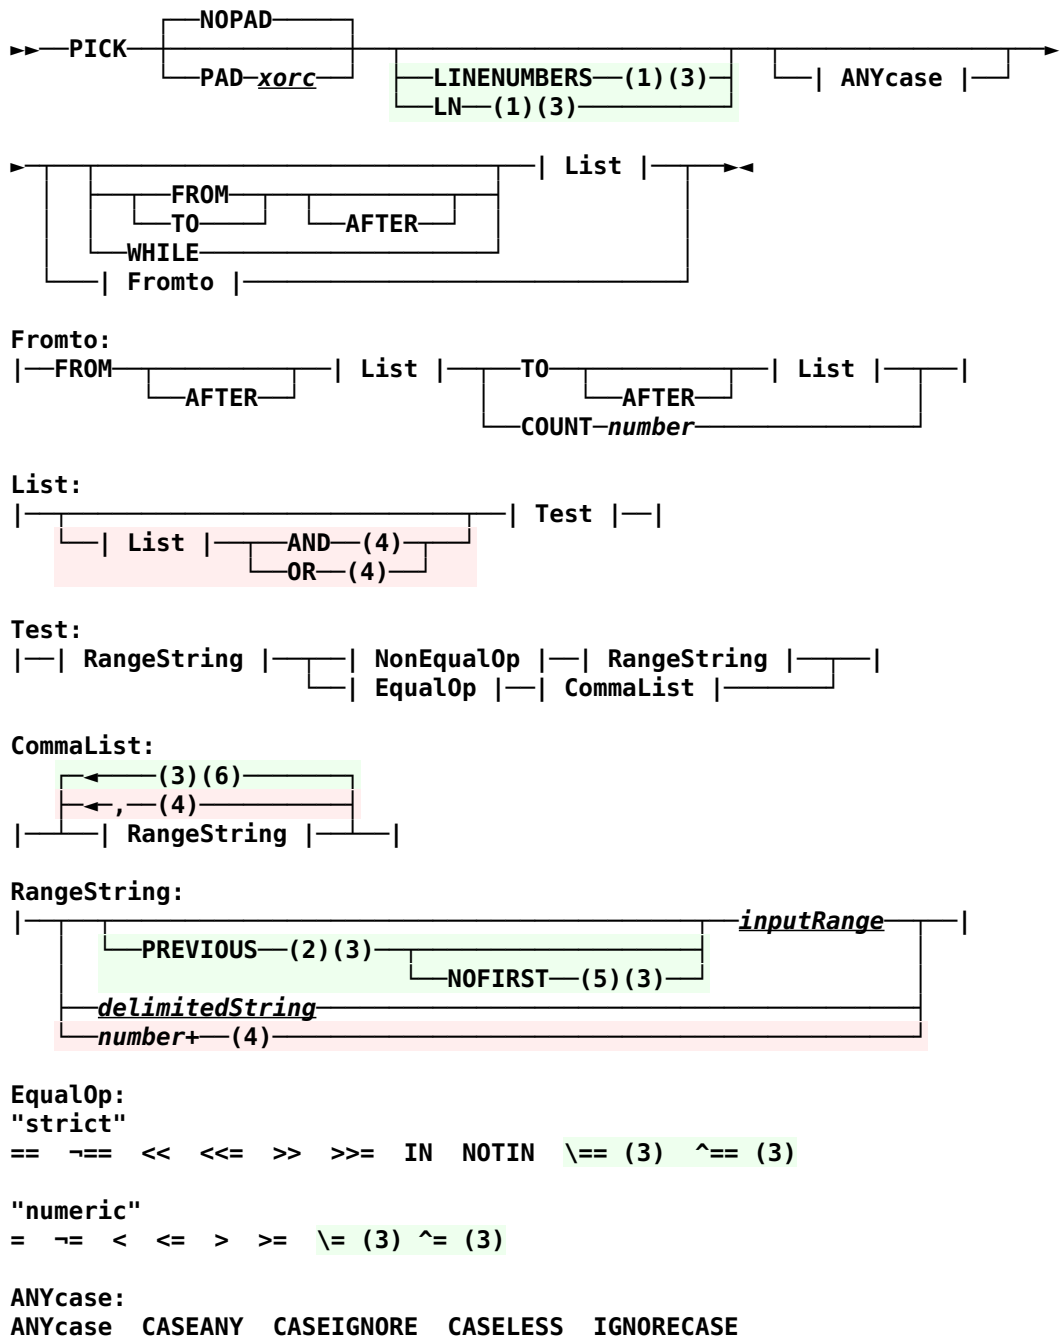 NOPAD
►►──PICK
PAD xorc
LINENUMBERS──(1)(3)
| ANYcase |
LN──(1)(3)
| List |
FROM
TO
AFTER
WHILE
| Fromto |
Fromto:
|──FROM
| List |
TO
| List |
AFTER
AFTER
COUNT─number
List:
| Test |──|
| List |
AND──(4)
OR──(4)
Test:
|──| RangeString |
| NonEqualOp |──| RangeString |
| EqualOp |──| CommaList |
CommaList:
(3)(6)
,──(4)
| RangeString |
RangeString:
inputRange
PREVIOUS──(2)(3)
NOFIRST──(5)(3)
delimitedString
number+──(4)
EqualOp:
"strict"
== ¬== << <<= >> >>= IN NOTIN \== (3) ^== (3)
"numeric"
= ¬= < <= > >= \= (3) ^= (3)
ANYcase:
ANYcase CASEANY CASEIGNORE CASELESS IGNORECASE